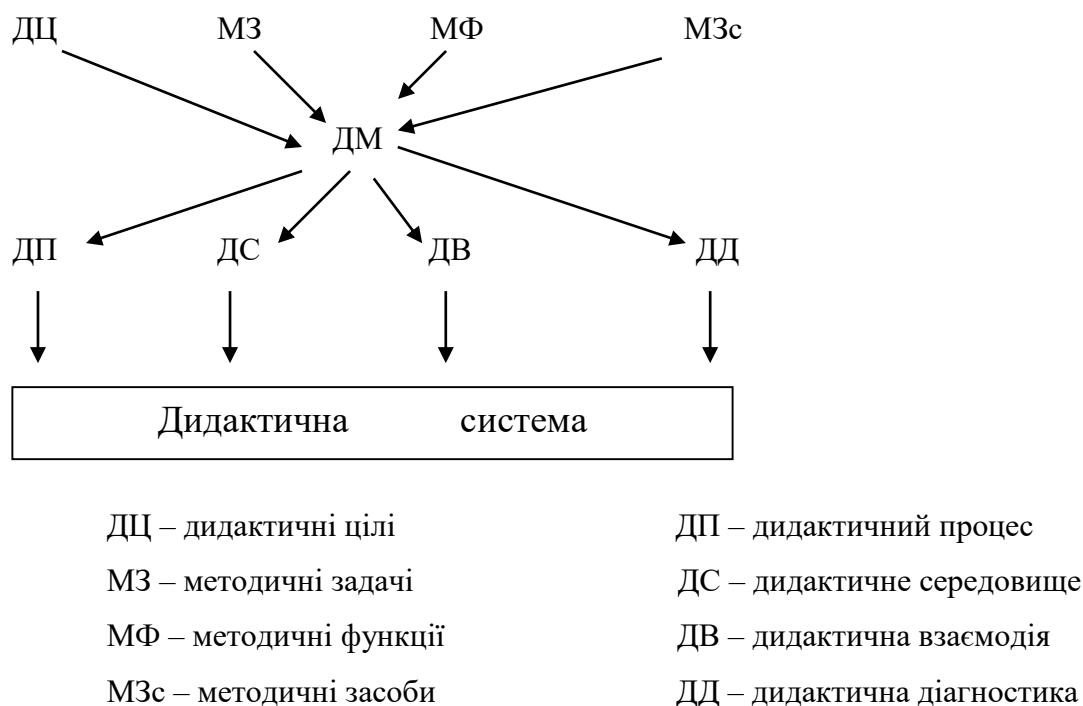 ДЦ МЗ МФ МЗс
ДМ
ДП ДС ДВ ДД
Дидактична система
ДЦ – дидактичні цілі ДП – дидактичний процес
МЗ – методичні задачі ДС – дидактичне середовище
МФ – методичні функції ДВ – дидактична взаємодія
МЗс – методичні засоби ДД – дидактична діагностика